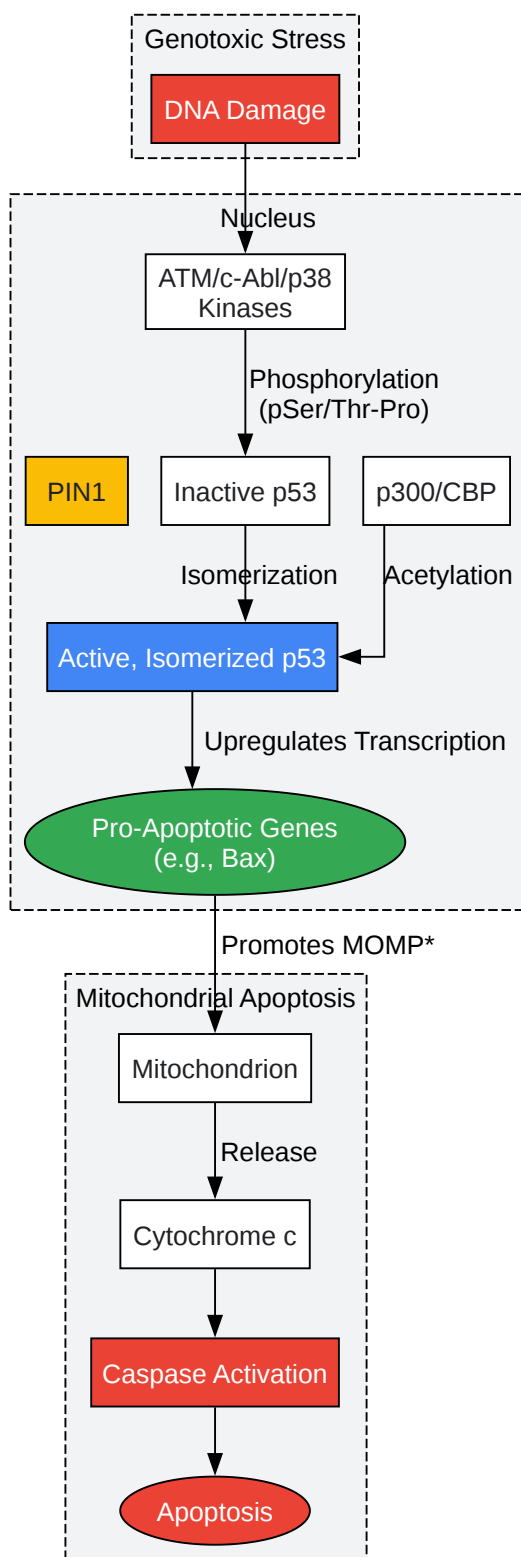 Genotoxic Stress
DNA Damage
Nucleus
ATM/c-Abl/p38
Kinases
Phosphorylation
(pSer/Thr-Pro)
PIN1
Inactive p53
p300/CBP
Isomerization
Acetylation
Active, Isomerized p53
Upregulates Transcription
Pro-Apoptotic Genes
(e.g., Bax)
Promotes MOMP*
Mitochondrial Apoptosis
Mitochondrion
Release
Cytochrome c
Caspase Activation
Apoptosis